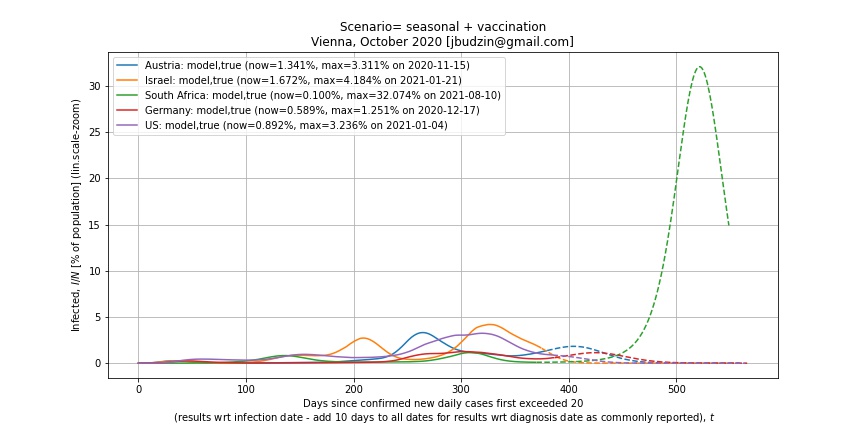 Scenario= seasonal + vaccination
Vienna, October 2020 [jbudzin@gmail.com]
Austria: model,true (now=1.341%, max=3.311% on 2020-11-15)
Israel: model,true (now=1.672%, max=4.184% on 2021-01-21)
South Africa: model,true (now=0.100%, max=32.074% on 2021-08-10)
Germany: model,true (now=0.589%, max=1.251% on 2020-12-17)
US: model,true (now=0.892%, max=3.236% on 2021-01-04)
Infected, I/N [% of population] (lin.scale-zoom)
30
25
20
15
10
5
0
0 100 200 300 400 500
Days since confirmed new daily cases first exceeded 20
(results wrt infection date - add 10 days to all dates for results wrt diagnosis date as commonly reported), t